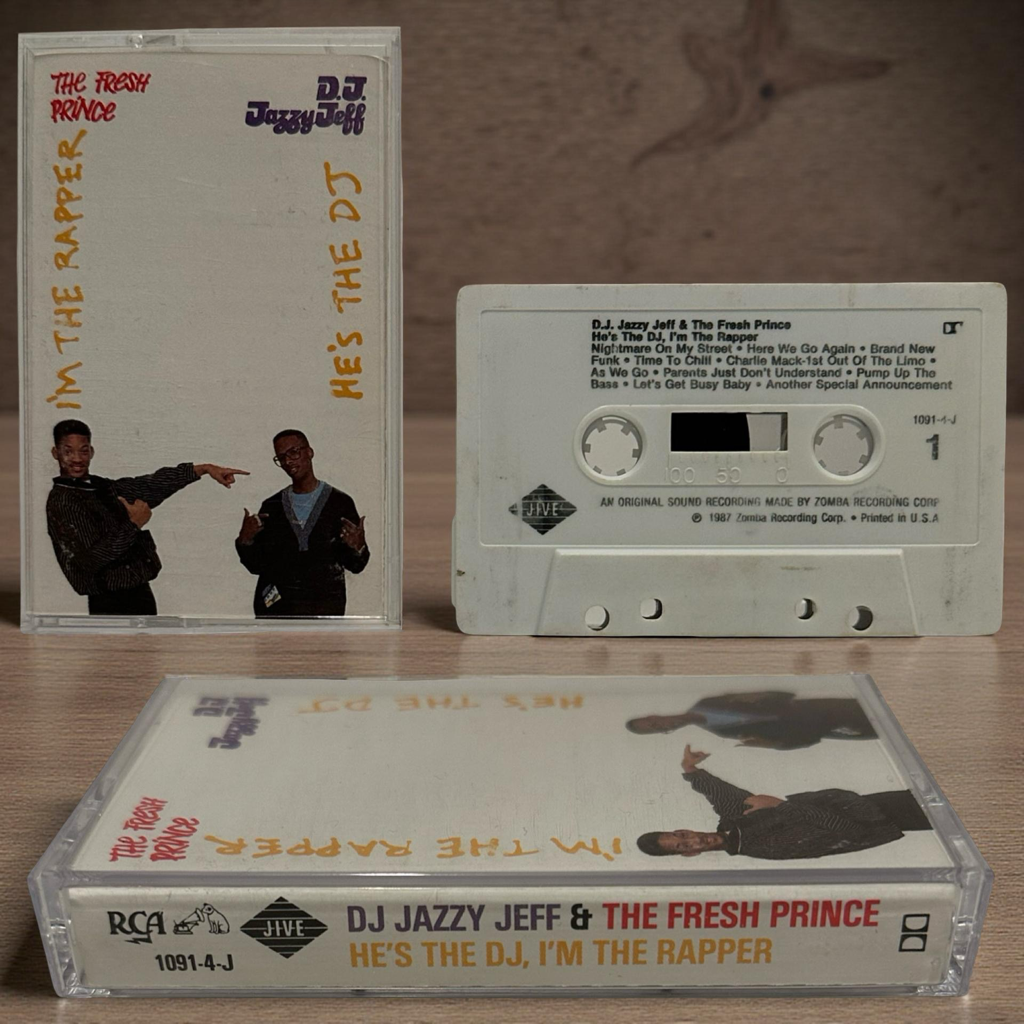 THE FRESH
PRINCE
D.J.
Jazzy Jeff
I'M THE RAPPER
HE'S THE DJ
D.J. Jazzy Jeff & The Fresh Prince
He's The DJ, I'm The Rapper
Nightmare On My Street • Here We Go Again • Brand New
Funk • Time To Chill • Charlie Mack-1st Out Of The Limo •
As We Go • Parents Just Don't Understand • Pump Up The
Bass • Let's Get Busy Baby • Another Special Announcement
1091-4-J
1
100 50 0
JIVE
AN ORIGINAL SOUND RECORDING MADE BY ZOMBA RECORDING CORP
℗ 1987 Zomba Recording Corp. • Printed in U.S.A
D.J.
Jazzy Jeff
HE'S THE DJ
THE FRESH
PRINCE
I'M THE RAPPER
RCA
JIVE
1091-4-J
DJ JAZZY JEFF & THE FRESH PRINCE
HE'S THE DJ, I'M THE RAPPER